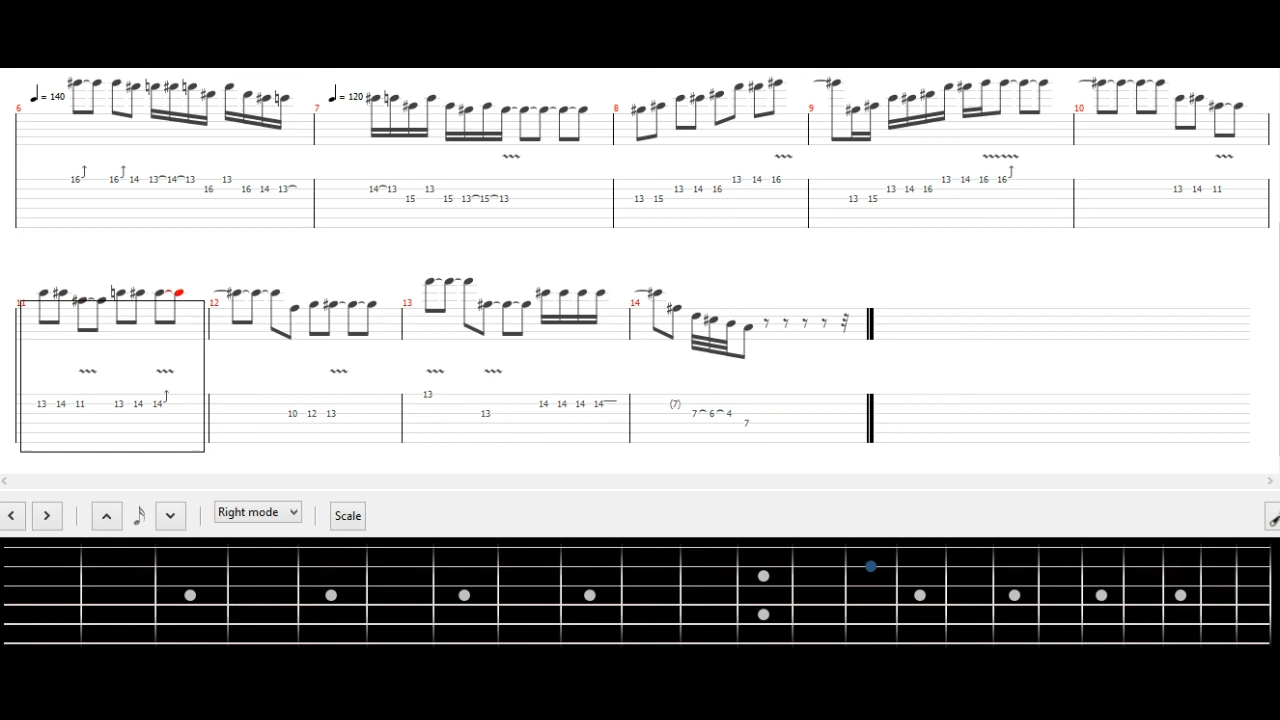 = 140 = 120
6 7 8 9 10
16 16 14 13 14 13 13 14 13 13 13 14 16 13 14 16 16
16 16 14 13 14 13 13 13 14 16 13 14 16 13 14 11
15 15 13 15 13 13 15 13 15
11 12 13 14
13
13 14 11 13 14 14 14 14 14 14 (7)
10 12 13 13 7 6 4
7
Right mode Scale